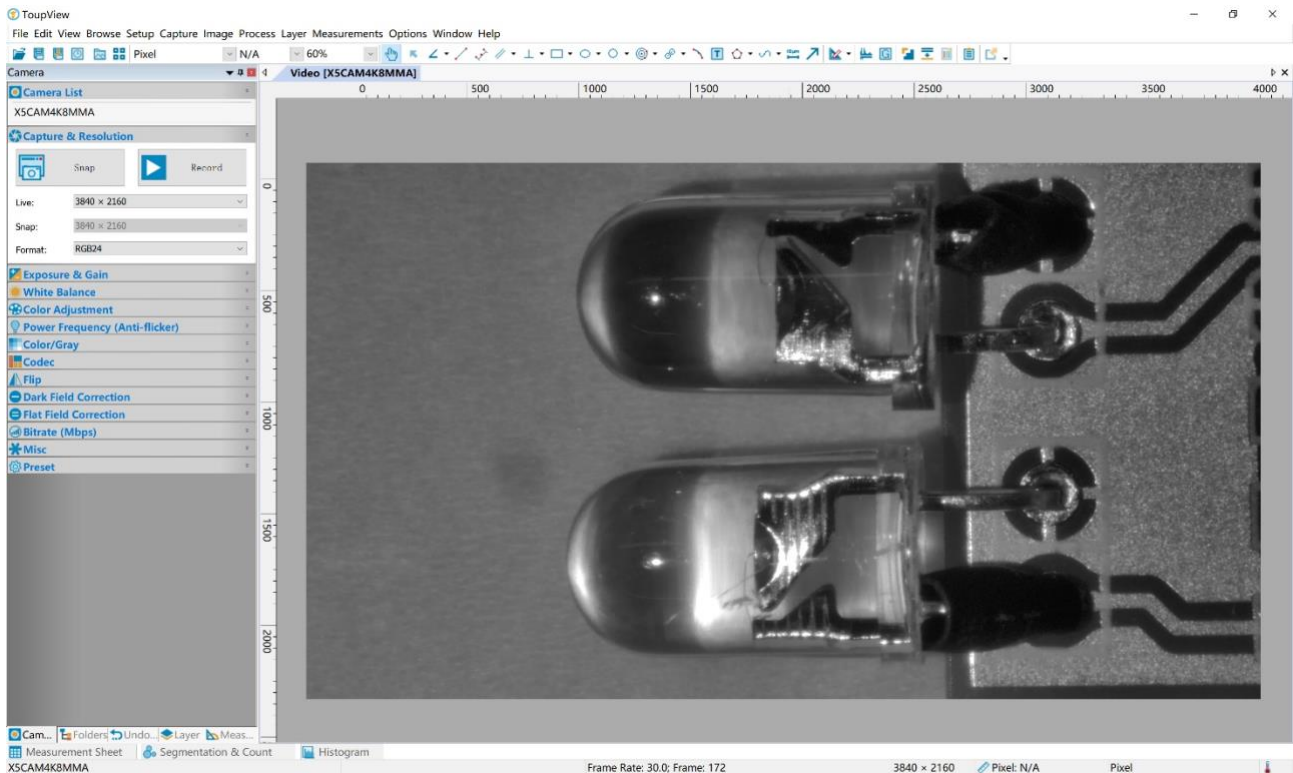 ToupView
File Edit View Browse Setup Capture Image Process Layer Measurements Options Window Help
Pixel N/A 60%
Camera
Video [X5CAM4K8MMA]
Camera List
X5CAM4K8MMA
Capture & Resolution
Snap Record
Live: 3840 × 2160
Snap: 3840 × 2160
Format: RGB24
Exposure & Gain
White Balance
Color Adjustment
Power Frequency (Anti-flicker)
Color/Gray
Codec
Flip
Dark Field Correction
Flat Field Correction
Bitrate (Mbps)
Misc
Preset
0 500 1000 1500 2000 2500 3000 3500 4000
0
500
1000
1500
2000
Cam... Folders Undo... Layer Meas...
Measurement Sheet Segmentation & Count Histogram
X5CAM4K8MMA Frame Rate: 30.0; Frame: 172 3840 × 2160 Pixel: N/A Pixel